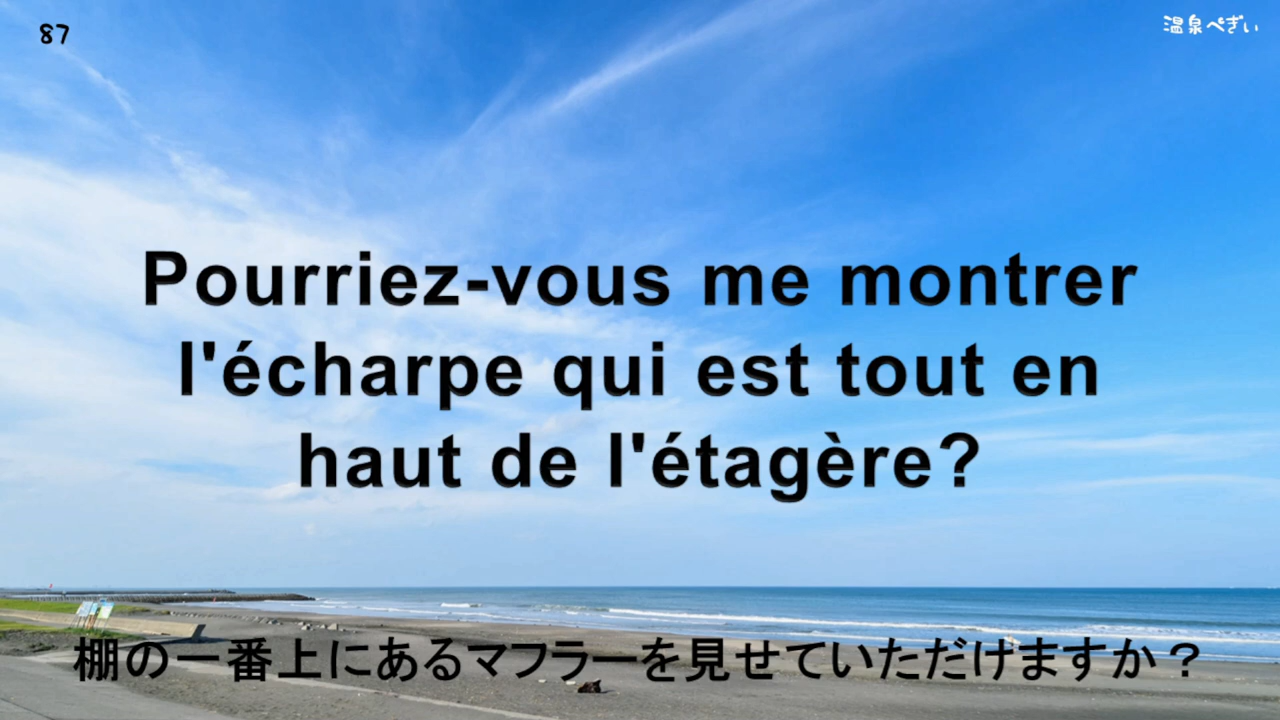 87
温泉ぺぎぃ
Pourriez-vous me montrer
l'écharpe qui est tout en
haut de l'étagère?
棚の一番上にあるマフラーを見せていただけますか？